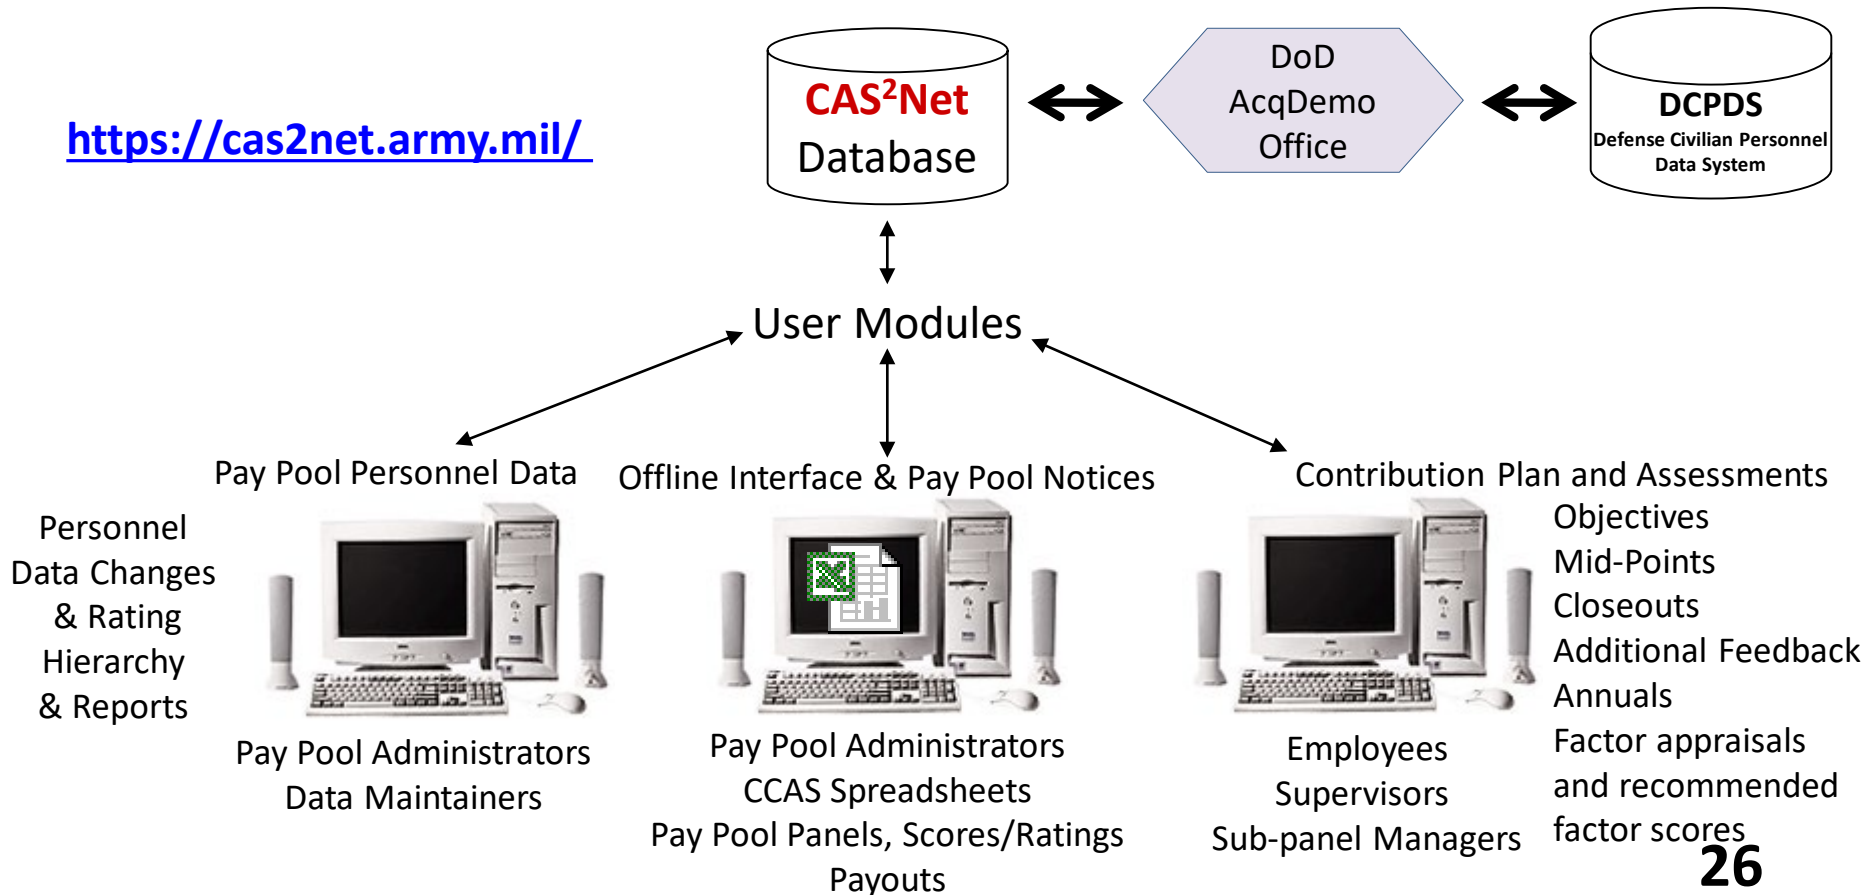 https://cas2net.army.mil/
CAS²Net
Database
DoD
AcqDemo
Office
DCPDS
Defense Civilian Personnel
Data System
User Modules
Pay Pool Personnel Data
Personnel
Data Changes
& Rating
Hierarchy
& Reports
Pay Pool Administrators
Data Maintainers
Offline Interface & Pay Pool Notices
Pay Pool Administrators
CCAS Spreadsheets
Pay Pool Panels, Scores/Ratings
Payouts
Contribution Plan and Assessments
Objectives
Mid-Points
Closeouts
Additional Feedback
Annuals
Factor appraisals
and recommended
factor scores
Employees
Supervisors
Sub-panel Managers
26